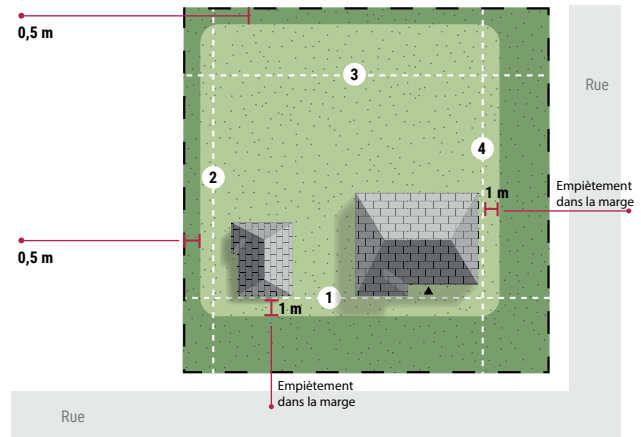 0,5 m
3
Rue
4
2
1 m
Empiètement
dans la marge
0,5 m
1
1 m
Empiètement
dans la marge
Rue